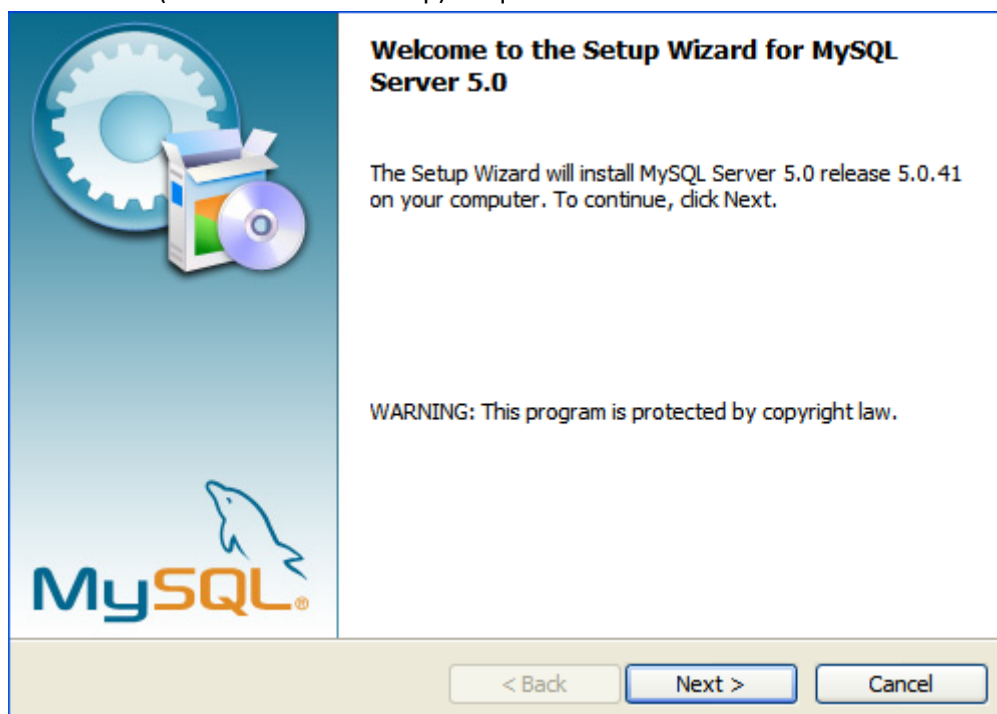 Welcome to the Setup Wizard for MySQL
Server 5.0
The Setup Wizard will install MySQL Server 5.0 release 5.0.41
on your computer. To continue, click Next.
WARNING: This program is protected by copyright law.
MySQL®
< Back Next > Cancel